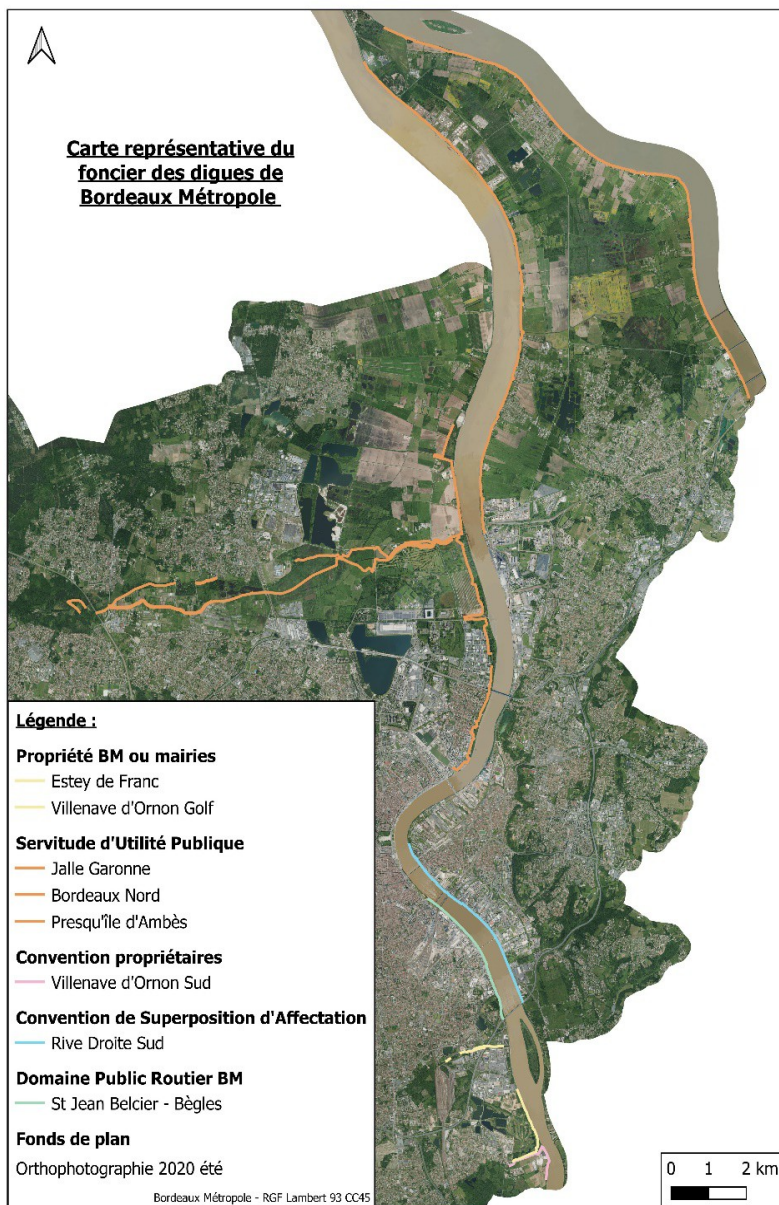 Carte représentative du
foncier des digues de
Bordeaux Métropole
Légende :
Propriété BM ou mairies
Estey de Franc
Villenave d'Ornon Golf
Servitude d'Utilité Publique
Jalle Garonne
Bordeaux Nord
Presqu'île d'Ambès
Convention propriétaires
Villenave d'Ornon Sud
Convention de Superposition d'Affectation
Rive Droite Sud
Domaine Public Routier BM
St Jean Belcier - Bègles
Fonds de plan
Orthophotographie 2020 été
Bordeaux Métropole - RGF Lambert 93 CC45
0 1 2 km